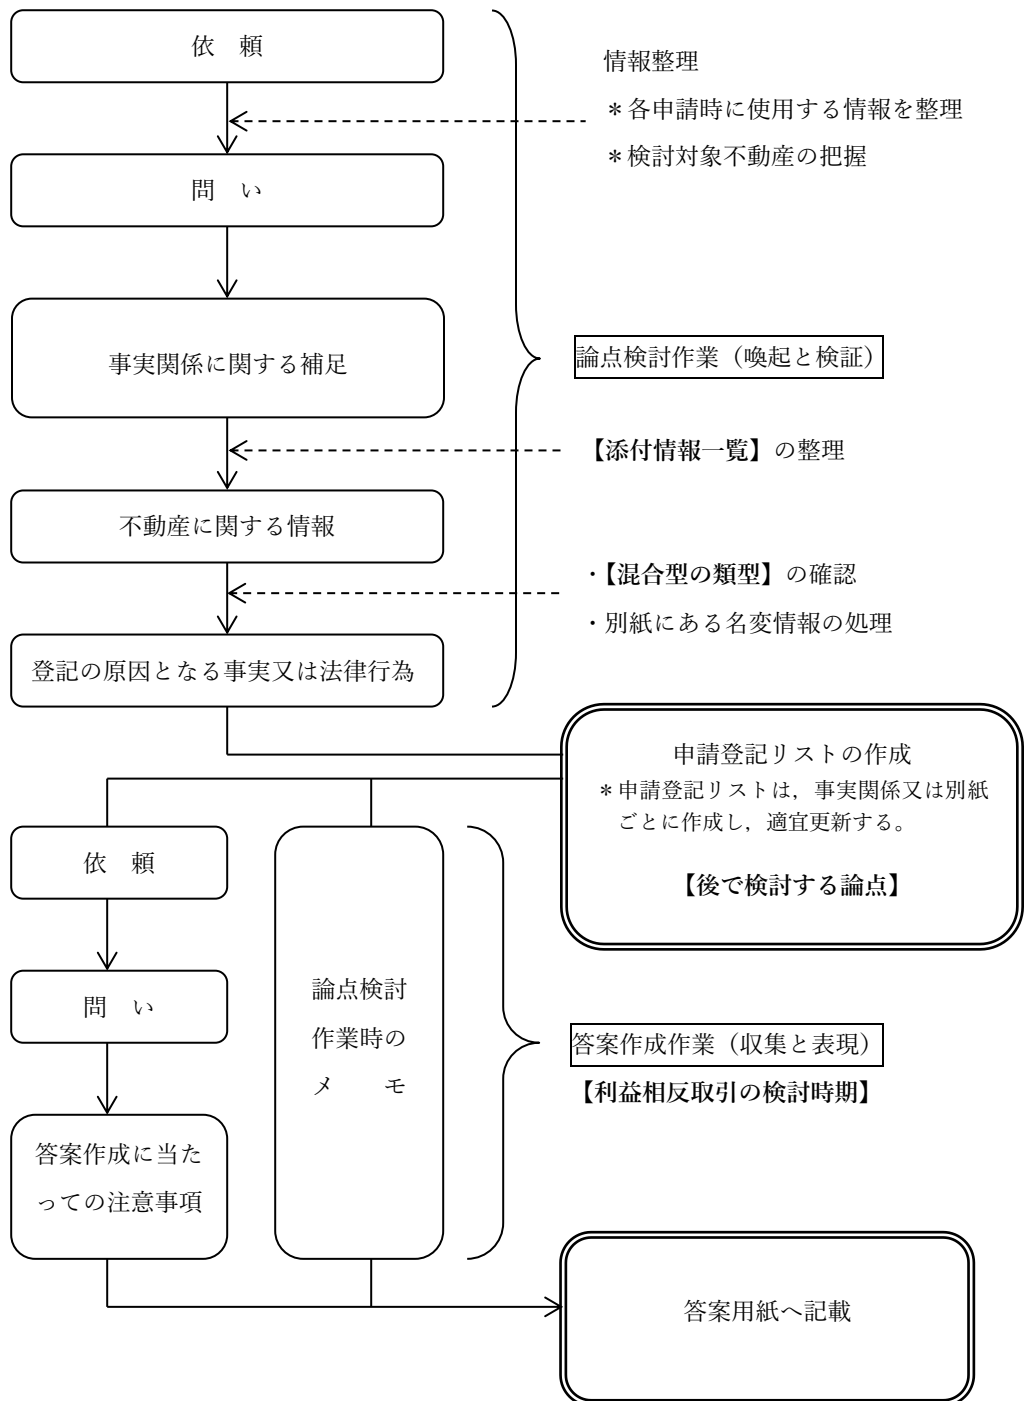 依　頼
情報整理
＊各申請時に使用する情報を整理
＊検討対象不動産の把握
問　い
事実関係に関する補足
論点検討作業（喚起と検証）
【添付情報一覧】の整理
不動産に関する情報
・【混合型の類型】の確認
・別紙にある名変情報の処理
登記の原因となる事実又は法律行為
申請登記リストの作成
＊申請登記リストは，事実関係又は別紙
ごとに作成し，適宜更新する。
【後で検討する論点】
依　頼
問　い
答案作成に当た
っての注意事項
論点検討
作業時の
メ　　モ
答案作成作業（収集と表現）
【利益相反取引の検討時期】
答案用紙へ記載